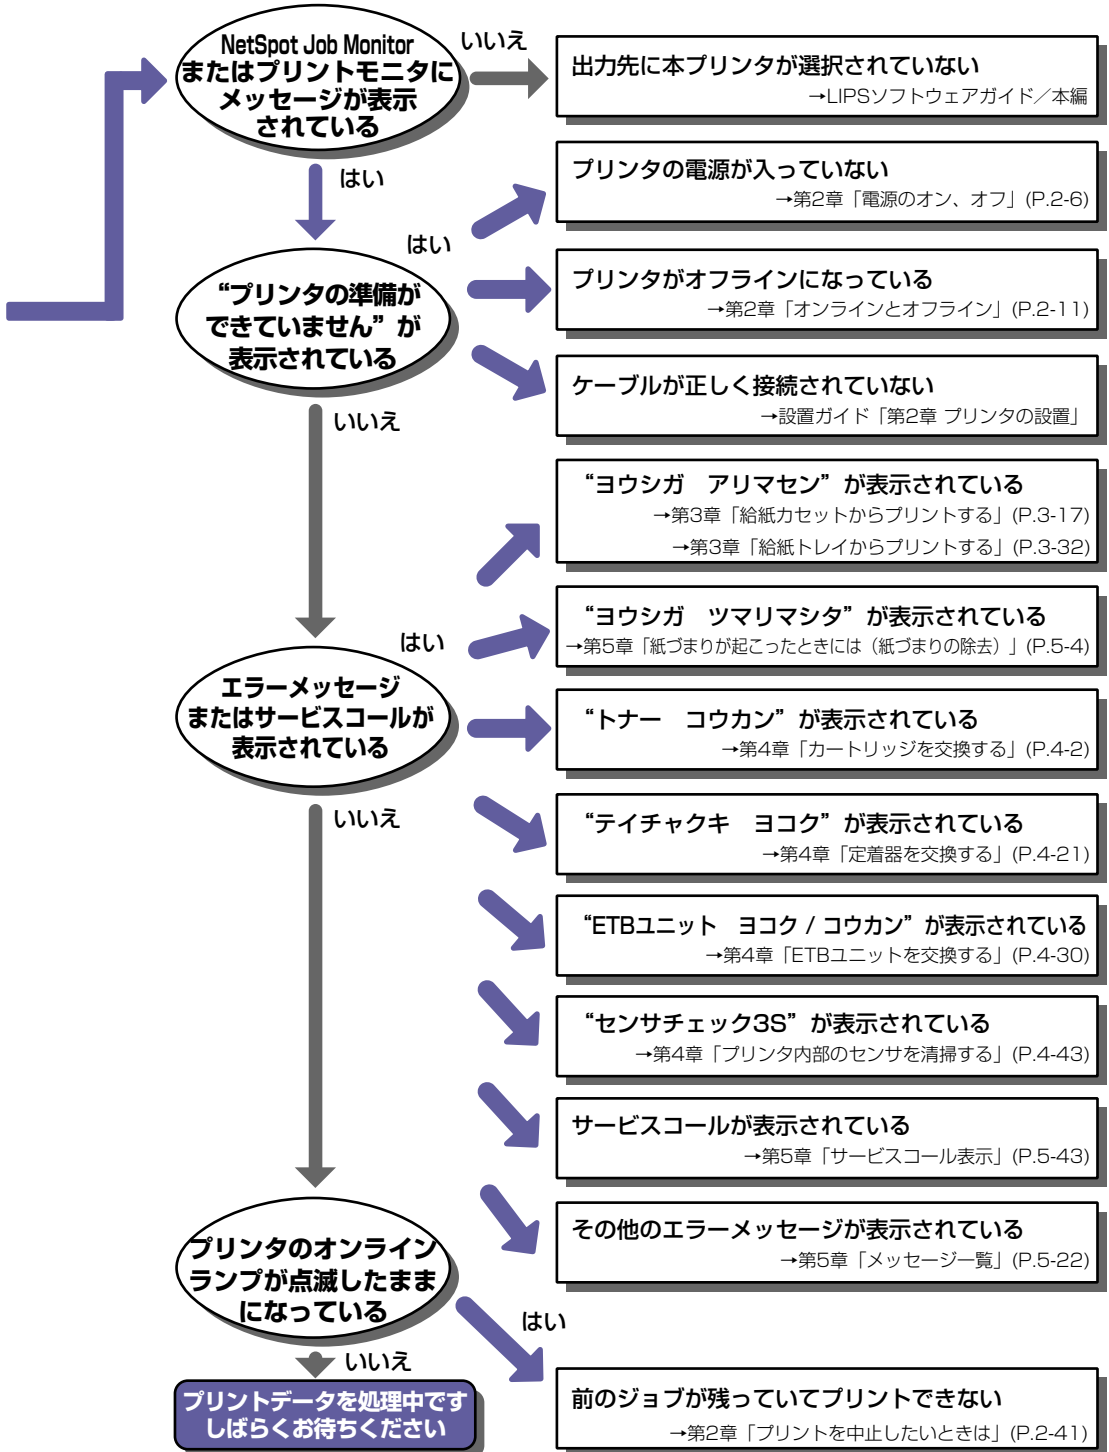 NetSpot Job Monitor
またはプリントモニタに
メッセージが表示
されている
いいえ
出力先に本プリンタが選択されていない
→LIPSソフトウェアガイド／本編
はい
プリンタの電源が入っていない
→第2章「電源のオン、オフ」(P.2-6)
はい
“プリンタの準備が
できていません”が
表示されている
プリンタがオフラインになっている
→第2章「オンラインとオフライン」(P.2-11)
ケーブルが正しく接続されていない
→設置ガイド「第2章 プリンタの設置」
いいえ
“ヨウシガ　アリマセン”が表示されている
→第3章「給紙カセットからプリントする」(P.3-17)
→第3章「給紙トレイからプリントする」(P.3-32)
はい
“ヨウシガ　ツマリマシタ”が表示されている
→第5章「紙づまりが起こったときには（紙づまりの除去）」(P.5-4)
エラーメッセージ
またはサービスコールが
表示されている
“トナー　コウカン”が表示されている
→第4章「カートリッジを交換する」(P.4-2)
いいえ
“テイチャクキ　ヨコク”が表示されている
→第4章「定着器を交換する」(P.4-21)
“ETBユニット　ヨコク / コウカン”が表示されている
→第4章「ETBユニットを交換する」(P.4-30)
“センサチェック3S”が表示されている
→第4章「プリンタ内部のセンサを清掃する」(P.4-43)
サービスコールが表示されている
→第5章「サービスコール表示」(P.5-43)
その他のエラーメッセージが表示されている
→第5章「メッセージ一覧」(P.5-22)
プリンタのオンライン
ランプが点滅したまま
になっている
はい
いいえ
プリントデータを処理中です
しばらくお待ちください
前のジョブが残っていてプリントできない
→第2章「プリントを中止したいときは」(P.2-41)